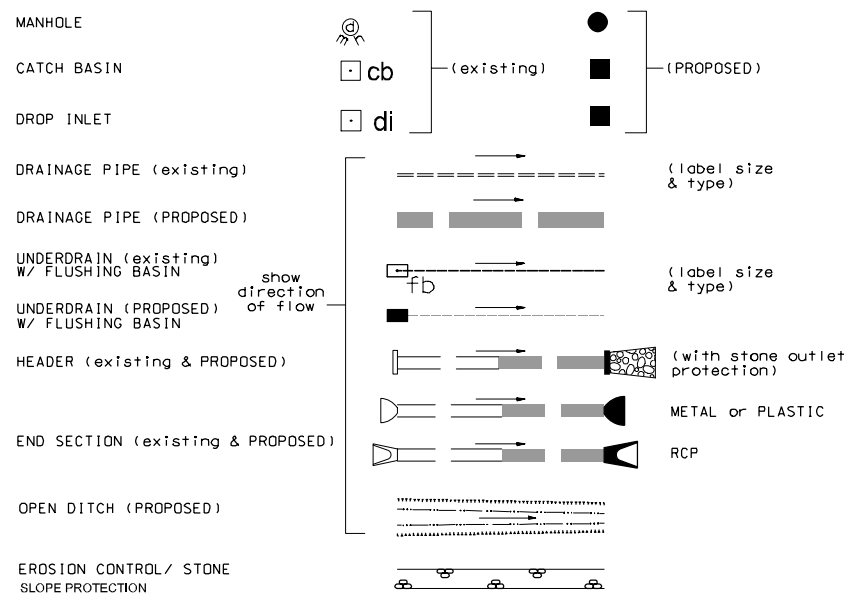 MANHOLE
d
CATCH BASIN
cb
(existing)
(PROPOSED)
DROP INLET
di
DRAINAGE PIPE (existing)
(label size
& type)
DRAINAGE PIPE (PROPOSED)
UNDERDRAIN (existing)
W/ FLUSHING BASIN
fb
(label size
& type)
show
direction
of flow
UNDERDRAIN (PROPOSED)
W/ FLUSHING BASIN
HEADER (existing & PROPOSED)
(with stone outlet
protection)
METAL or PLASTIC
END SECTION (existing & PROPOSED)
RCP
OPEN DITCH (PROPOSED)
EROSION CONTROL/ STONE
SLOPE PROTECTION